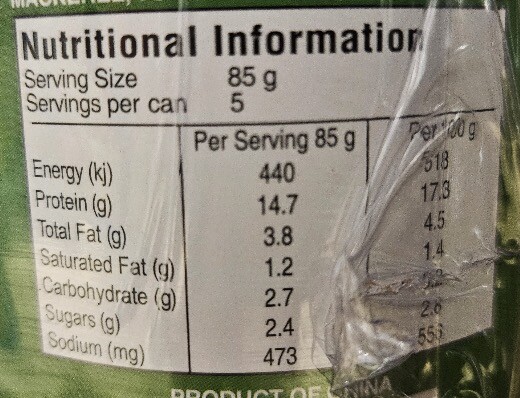 Nutritional Information
Serving Size 85 g
Servings per can 5
Per Serving 85 g Per 100 g
Energy (kj) 440 518
Protein (g) 14.7 17.3
Total Fat (g) 3.8 4.5
Saturated Fat (g) 1.2 1.4
Carbohydrate (g) 2.7
Sugars (g) 2.4 2.8
Sodium (mg) 473 555
PRODUCT OF CHINA